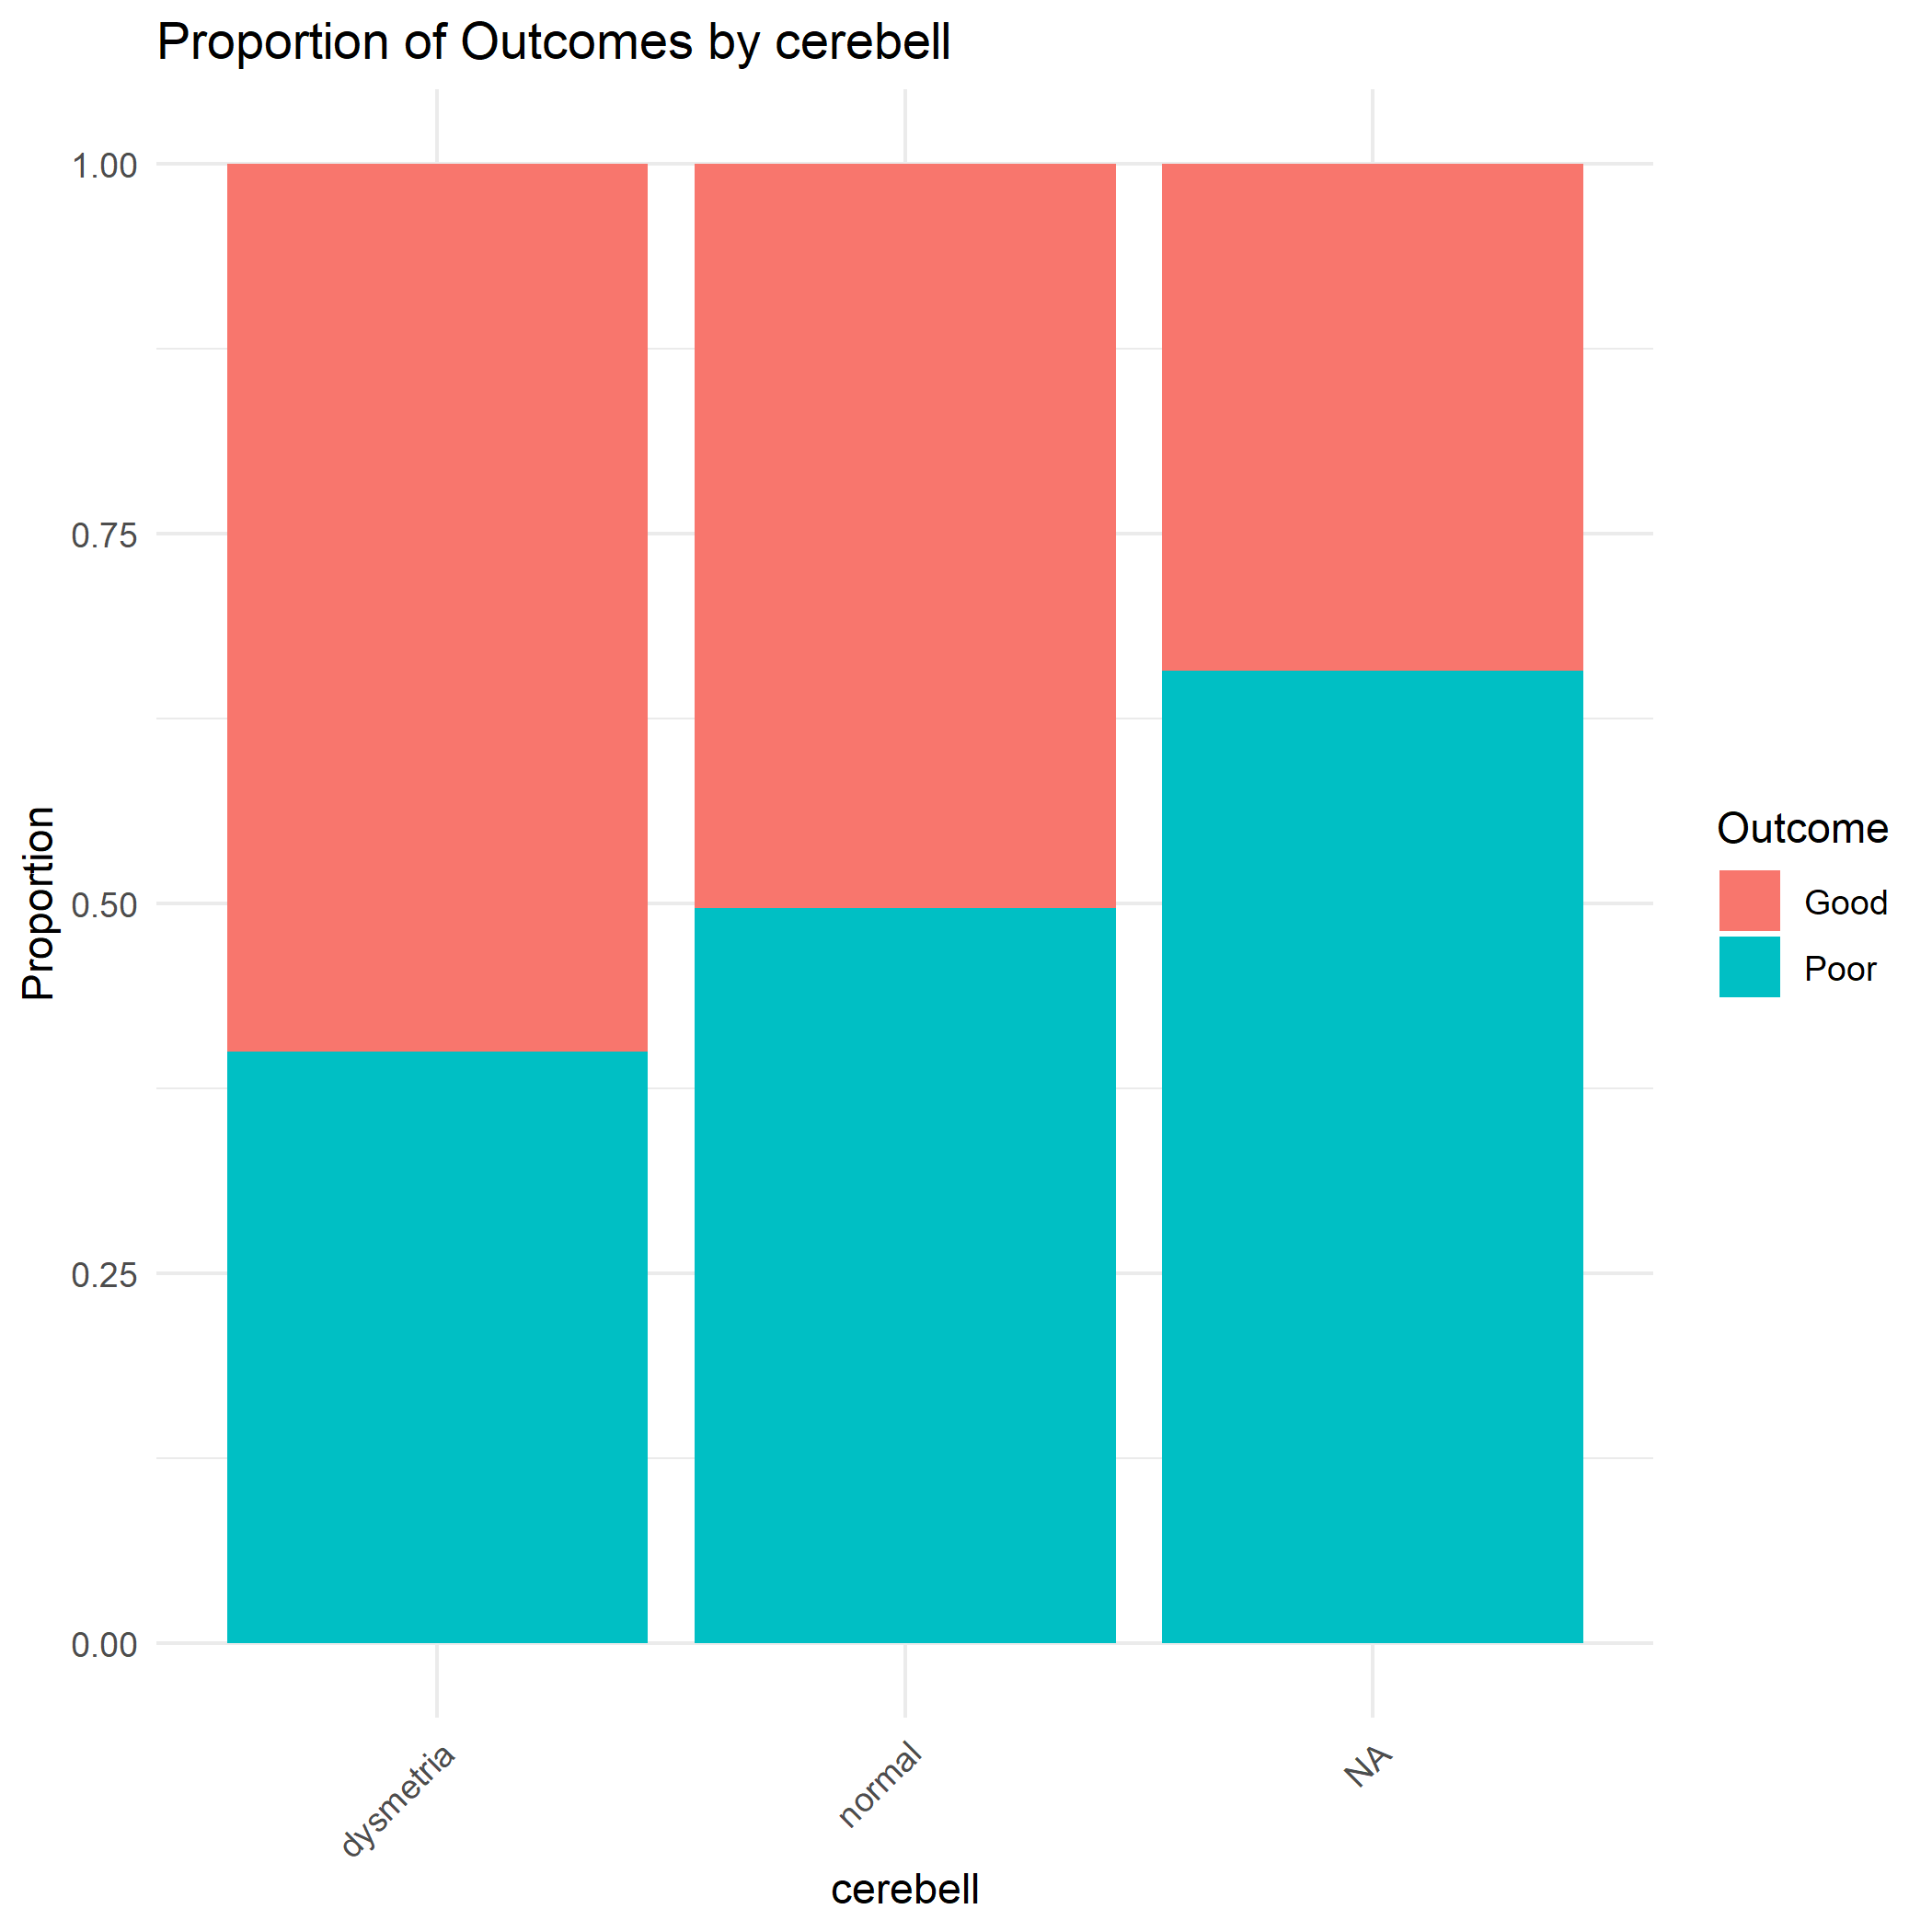 Proportion of Outcomes by cerebell
1.00
0.75
0.50
0.25
0.00
Proportion
dysmetria
normal
NA
cerebell
Outcome
Good
Poor